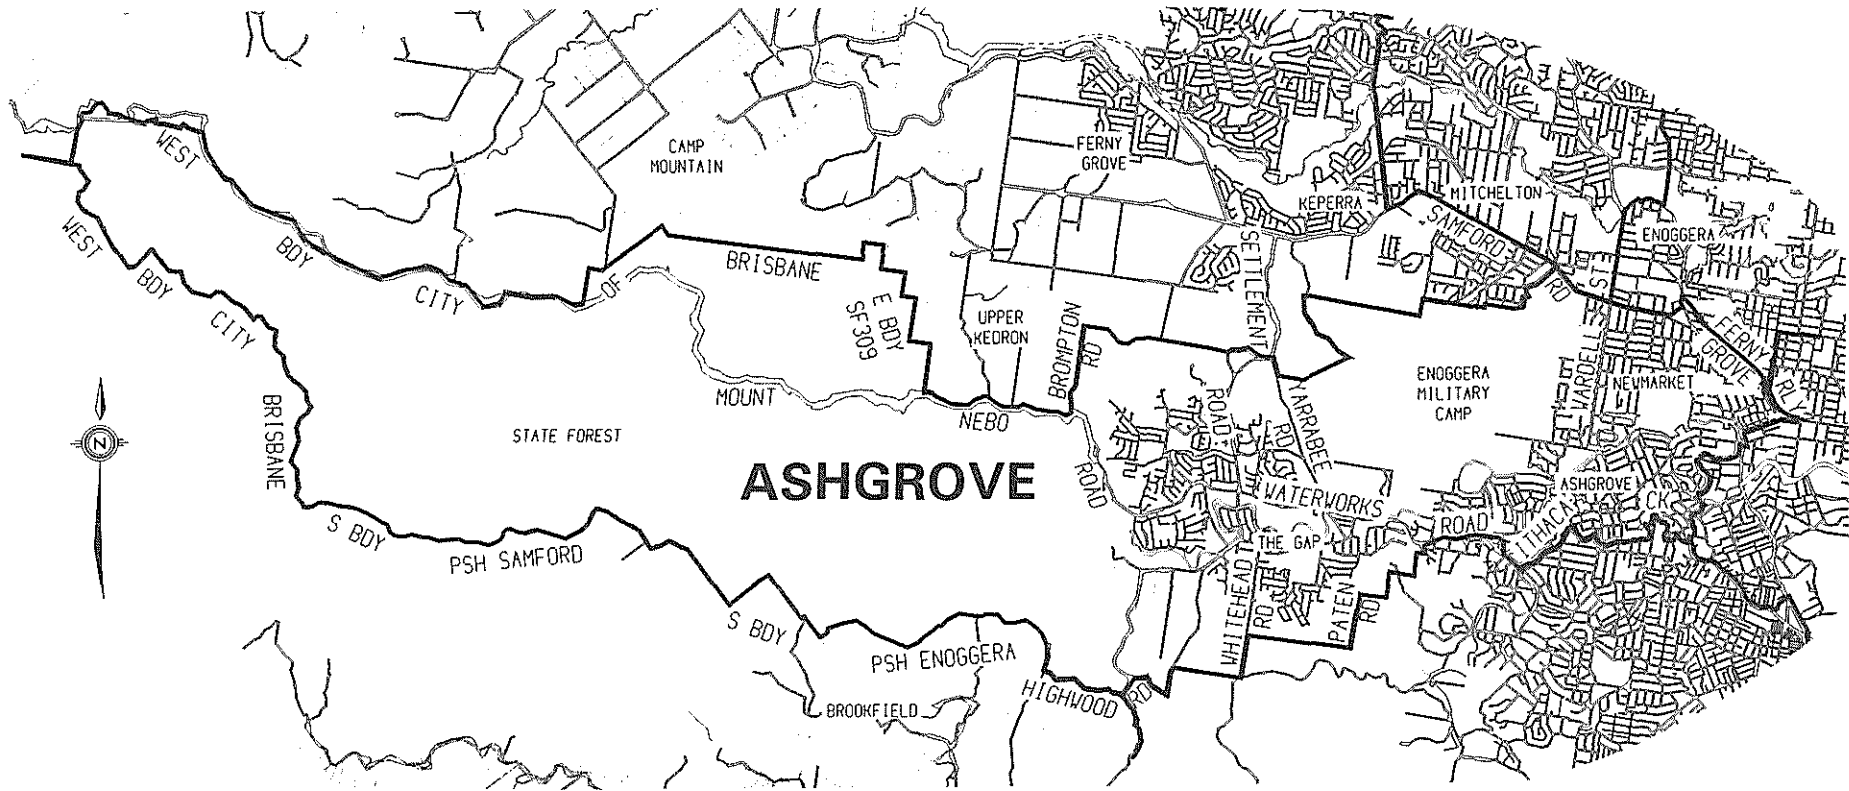 CAMP
MOUNTAIN
FERNY
GROVE
KEPERRA
MITCHELTON
ENOGGERA
WEST
BDY
CITY
OF
BRISBANE
WEST
BDY
CITY
BRISBANE
E BDY
SF309
UPPER
KEDRON
BROMPTON
RD
SETTLEMENT
SAMFORD
RD
WARDELL ST
FERNY
GROVE
RLY
NEWMARKET
ENOGGERA
MILITARY
CAMP
N
STATE FOREST
MOUNT
NEBO
ROAD
ASHGROVE
ROAD
YARRABEE
RD
WATERWORKS
ROAD
ASHGROVE
ITHACA
CK
THE GAP
S BDY
PSH SAMFORD
S BDY
PSH ENOGGERA
WHITEHEAD
RD
PATEN
RD
HIGHWOOD
RD
BROOKFIELD